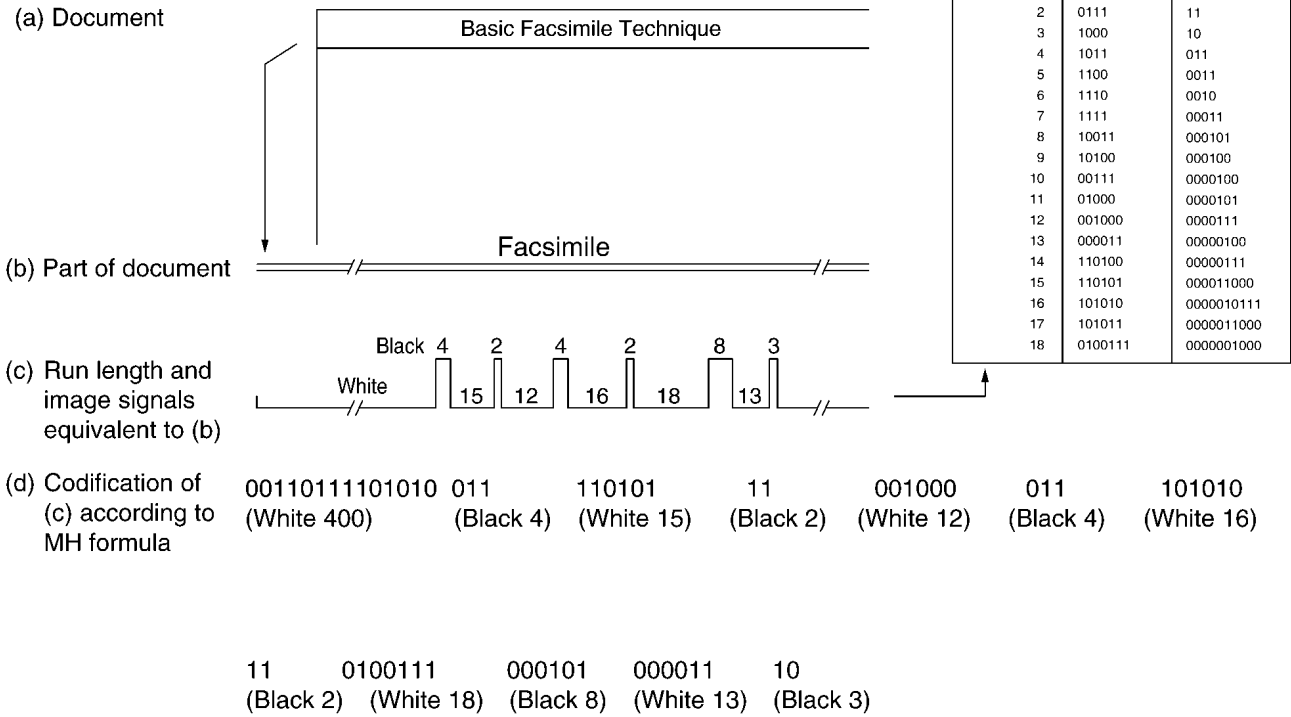 (a) Document
Basic Facsimile Technique
2 0111 11
3 1000 10
4 1011 011
5 1100 0011
6 1110 0010
7 1111 00011
8 10011 000101
9 10100 000100
10 00111 0000100
11 01000 0000101
12 001000 0000111
13 000011 00000100
14 110100 00000111
15 110101 000011000
16 101010 0000010111
17 101011 0000011000
18 0100111 0000001000
(b) Part of document
Facsimile
(c) Run length and
image signals
equivalent to (b)
Black 4 2 4 2 8 3
White 15 12 16 18 13
(d) Codification of
(c) according to
MH formula
00110111101010 011 110101 11 001000 011 101010
(White 400) (Black 4) (White 15) (Black 2) (White 12) (Black 4) (White 16)
11 0100111 000101 000011 10
(Black 2) (White 18) (Black 8) (White 13) (Black 3)